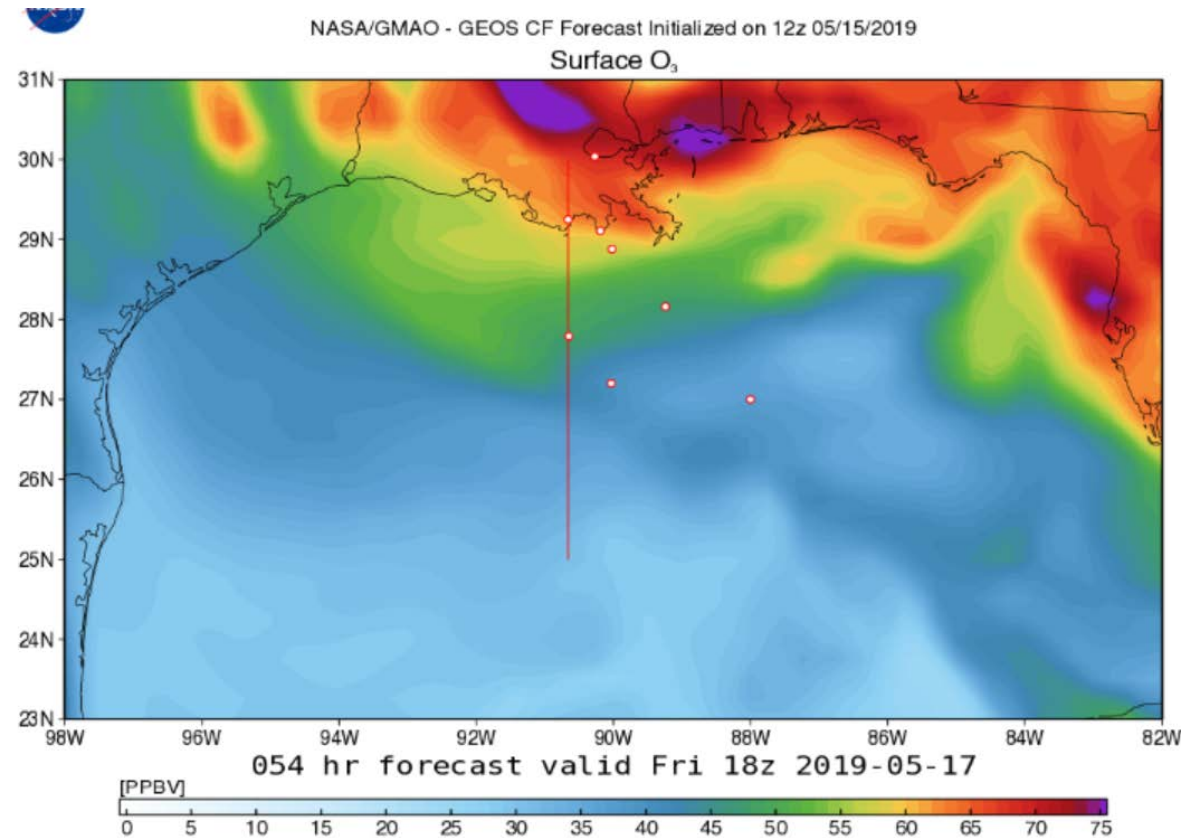 NASA/GMAO - GEOS CF Forecast Initialized on 12z 05/15/2019
Surface O₃
31N
30N
29N
28N
27N
26N
25N
24N
23N
98W 96W 94W 92W 90W 88W 86W 84W 82W
054 hr forecast valid Fri 18z 2019-05-17
[PPBV]
0 5 10 15 20 25 30 35 40 45 50 55 60 65 70 75